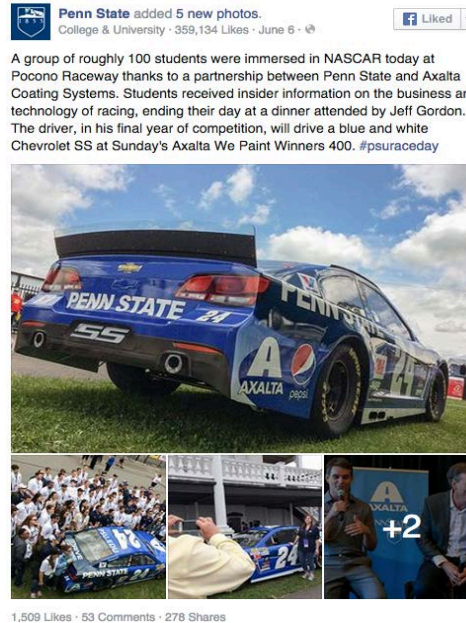 Penn State added 5 new photos.
College & University · 359,134 Likes · June 6 ·
Liked
A group of roughly 100 students were immersed in NASCAR today at
Pocono Raceway thanks to a partnership between Penn State and Axalta
Coating Systems. Students received insider information on the business an
technology of racing, ending their day at a dinner attended by Jeff Gordon.
The driver, in his final year of competition, will drive a blue and white
Chevrolet SS at Sunday's Axalta We Paint Winners 400. #psuraceday
PENN STATE
24
SS
PENN STATE
24
AXALTA
pepsi
24
PENN STATE
24
24
AXALTA
+2
1,509 Likes · 53 Comments · 278 Shares